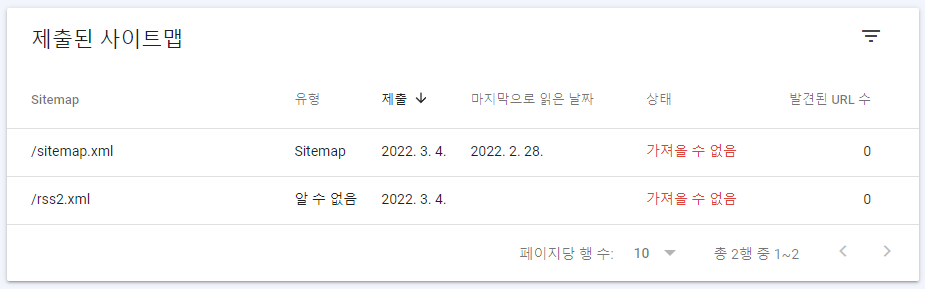 제출된 사이트맵
Sitemap 유형 제출 마지막으로 읽은 날짜 상태 발견된 URL 수
/sitemap.xml Sitemap 2022. 3. 4. 2022. 2. 28. 가져올 수 없음 0
/rss2.xml 알 수 없음 2022. 3. 4. 가져올 수 없음 0
페이지당 행 수: 10 총 2행 중 1~2